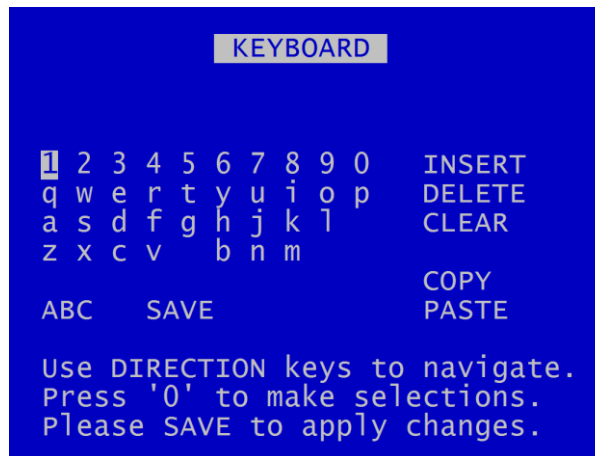 KEYBOARD
1 2 3 4 5 6 7 8 9 0 INSERT
q w e r t y u i o p DELETE
a s d f g h j k l CLEAR
z x c v b n m
COPY
ABC SAVE PASTE
Use DIRECTION keys to navigate.
Press 'O' to make selections.
Please SAVE to apply changes.